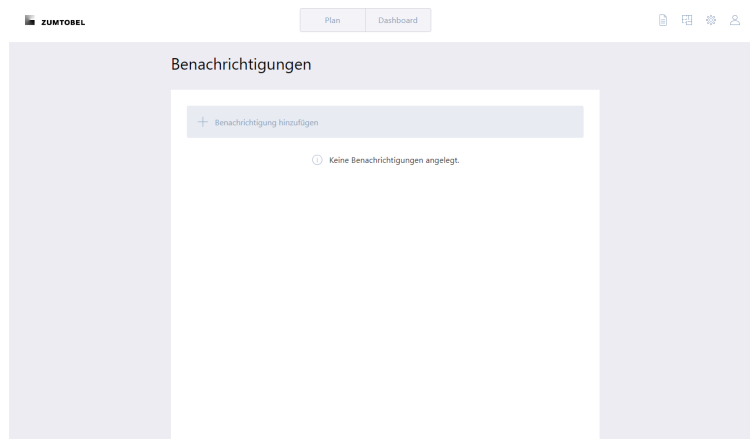 ZUMTOBEL
Plan
Dashboard
Benachrichtigungen
Benachrichtigung hinzufügen
Keine Benachrichtigungen angelegt.